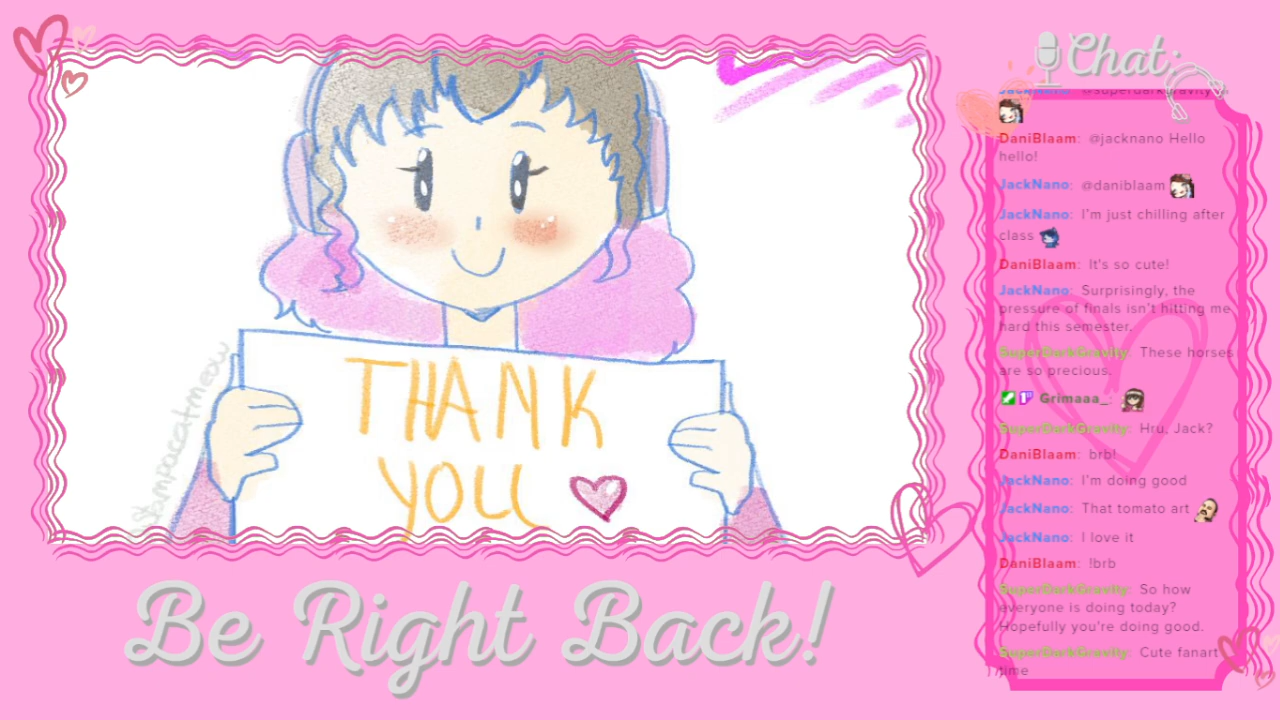 THANK
YOU
stampaccatmeow
Be Right Back!
Chat
JackNano: @superdarkgravity
DaniBlaam: @jacknano Hello
hello!
JackNano: @daniblaam
JackNano: I'm just chilling after
class
DaniBlaam: It's so cute!
JackNano: Surprisingly, the
pressure of finals isn't hitting me
hard this semester.
SuperDarkGravity: These horses
are so precious.
Grimaaa_:
SuperDarkGravity: Hru, Jack?
DaniBlaam: brb!
JackNano: I'm doing good
JackNano: That tomato art
JackNano: I love it
DaniBlaam: !brb
SuperDarkGravity: So how
everyone is doing today?
Hopefully you're doing good.
SuperDarkGravity: Cute fanart
time